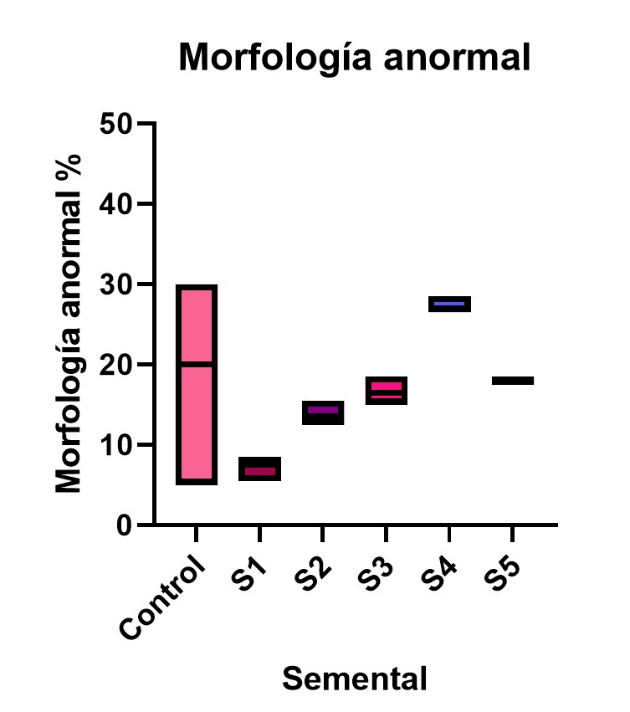 Morfología anormal
Morfología anormal %
50
40
30
20
10
0
Control
S1
S2
S3
S4
S5
Semental